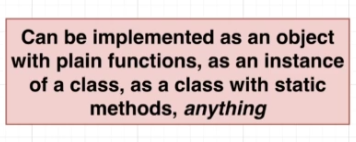 Can be implemented as an object
with plain functions, as an instance
of a class, as a class with static
methods, anything